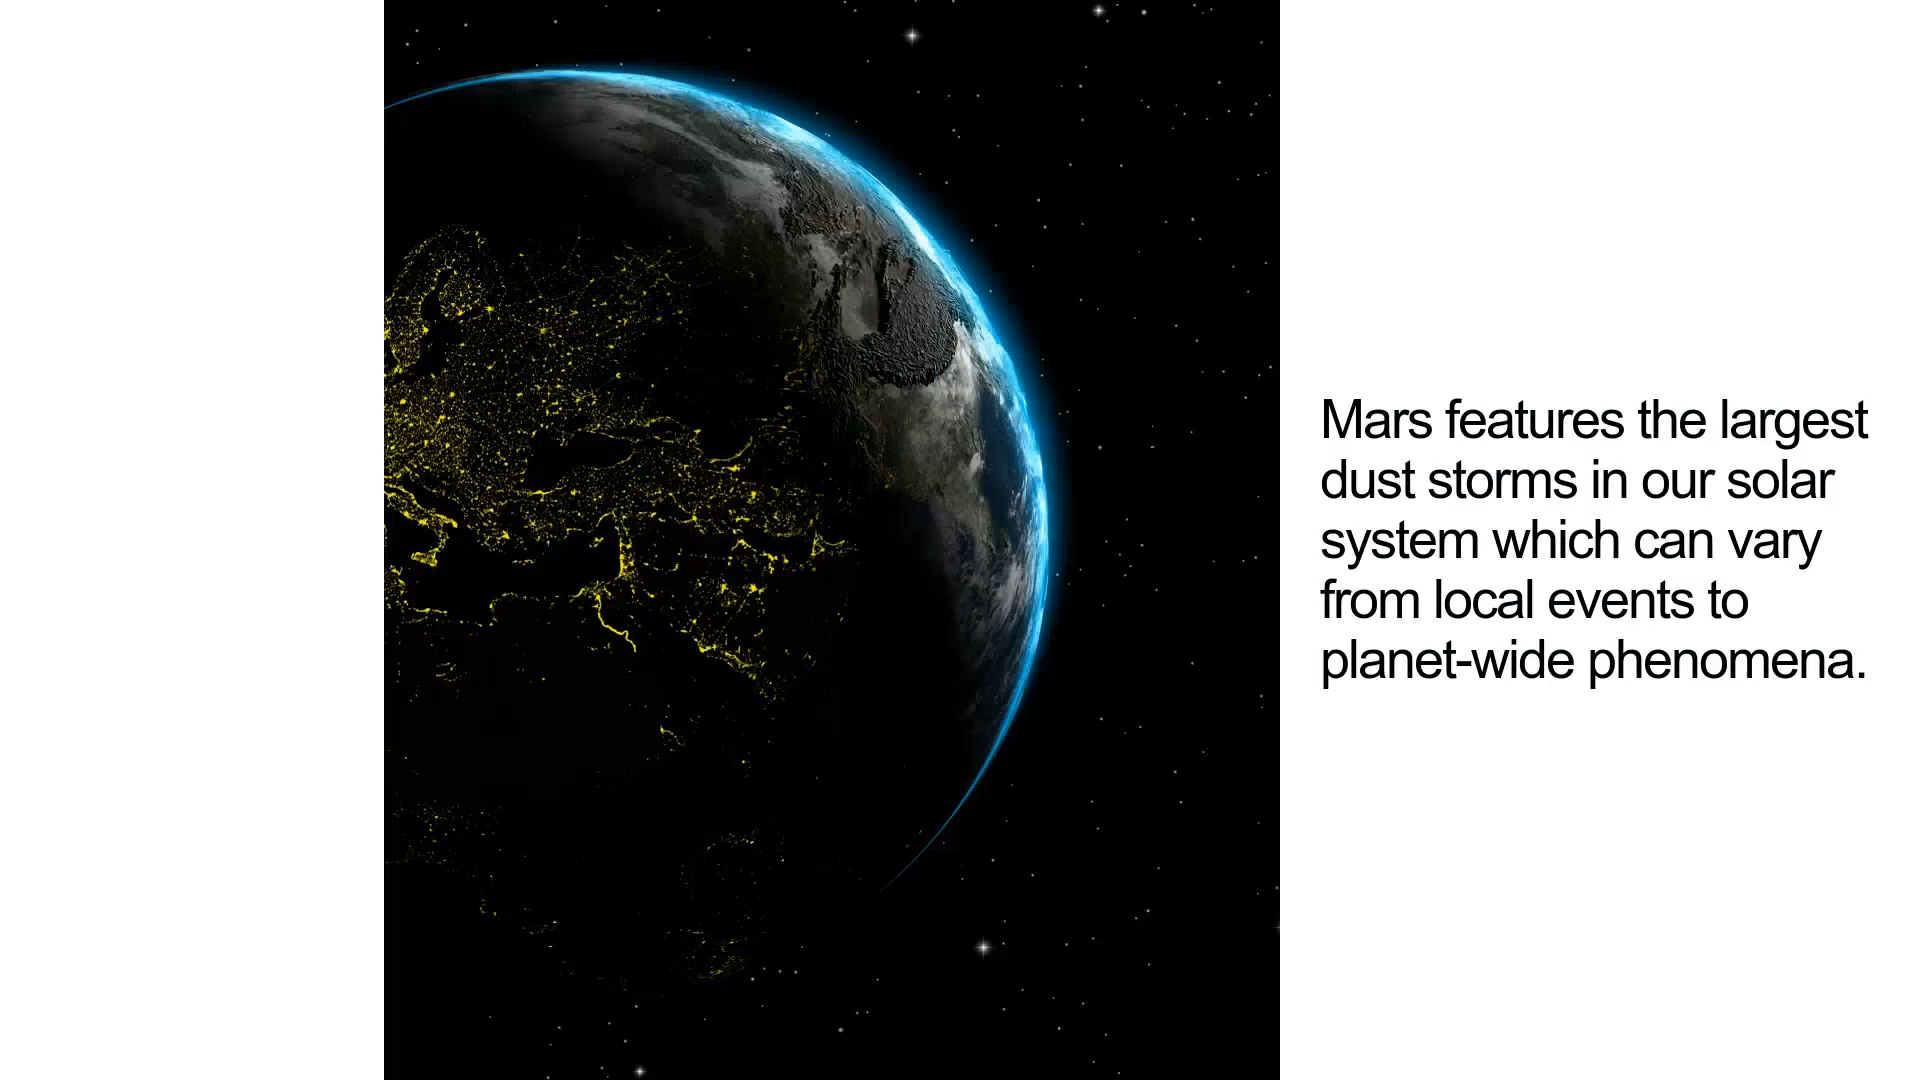 Mars features the largest
dust storms in our solar
system which can vary
from local events to
planet-wide phenomena.